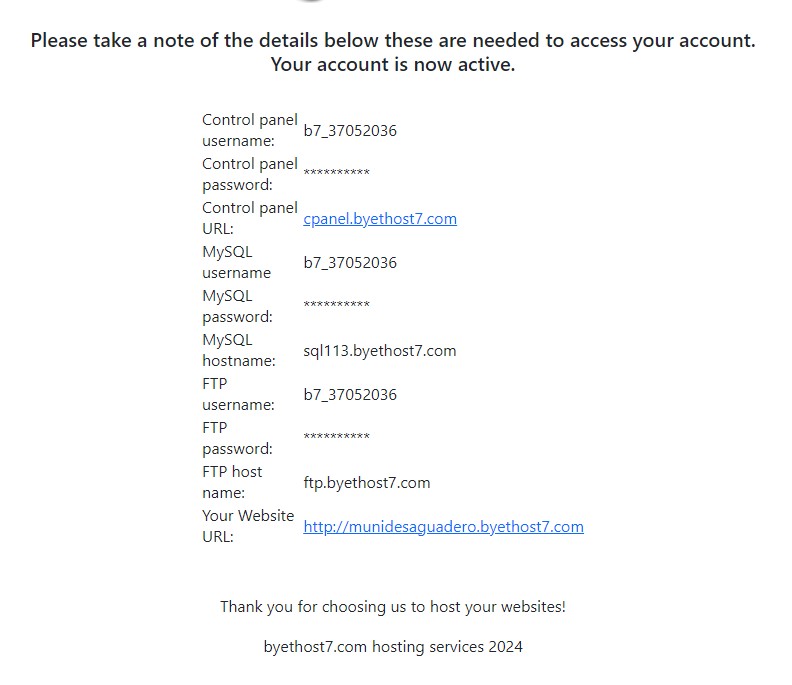 Please take a note of the details below these are needed to access your account.
Your account is now active.
Control panel username: b7_37052036
Control panel password: **********
Control panel URL: cpanel.byethost7.com
MySQL username b7_37052036
MySQL password: **********
MySQL hostname: sql113.byethost7.com
FTP username: b7_37052036
FTP password: **********
FTP host name: ftp.byethost7.com
Your Website URL: http://munidesaguadero.byethost7.com
Thank you for choosing us to host your websites!
byethost7.com hosting services 2024